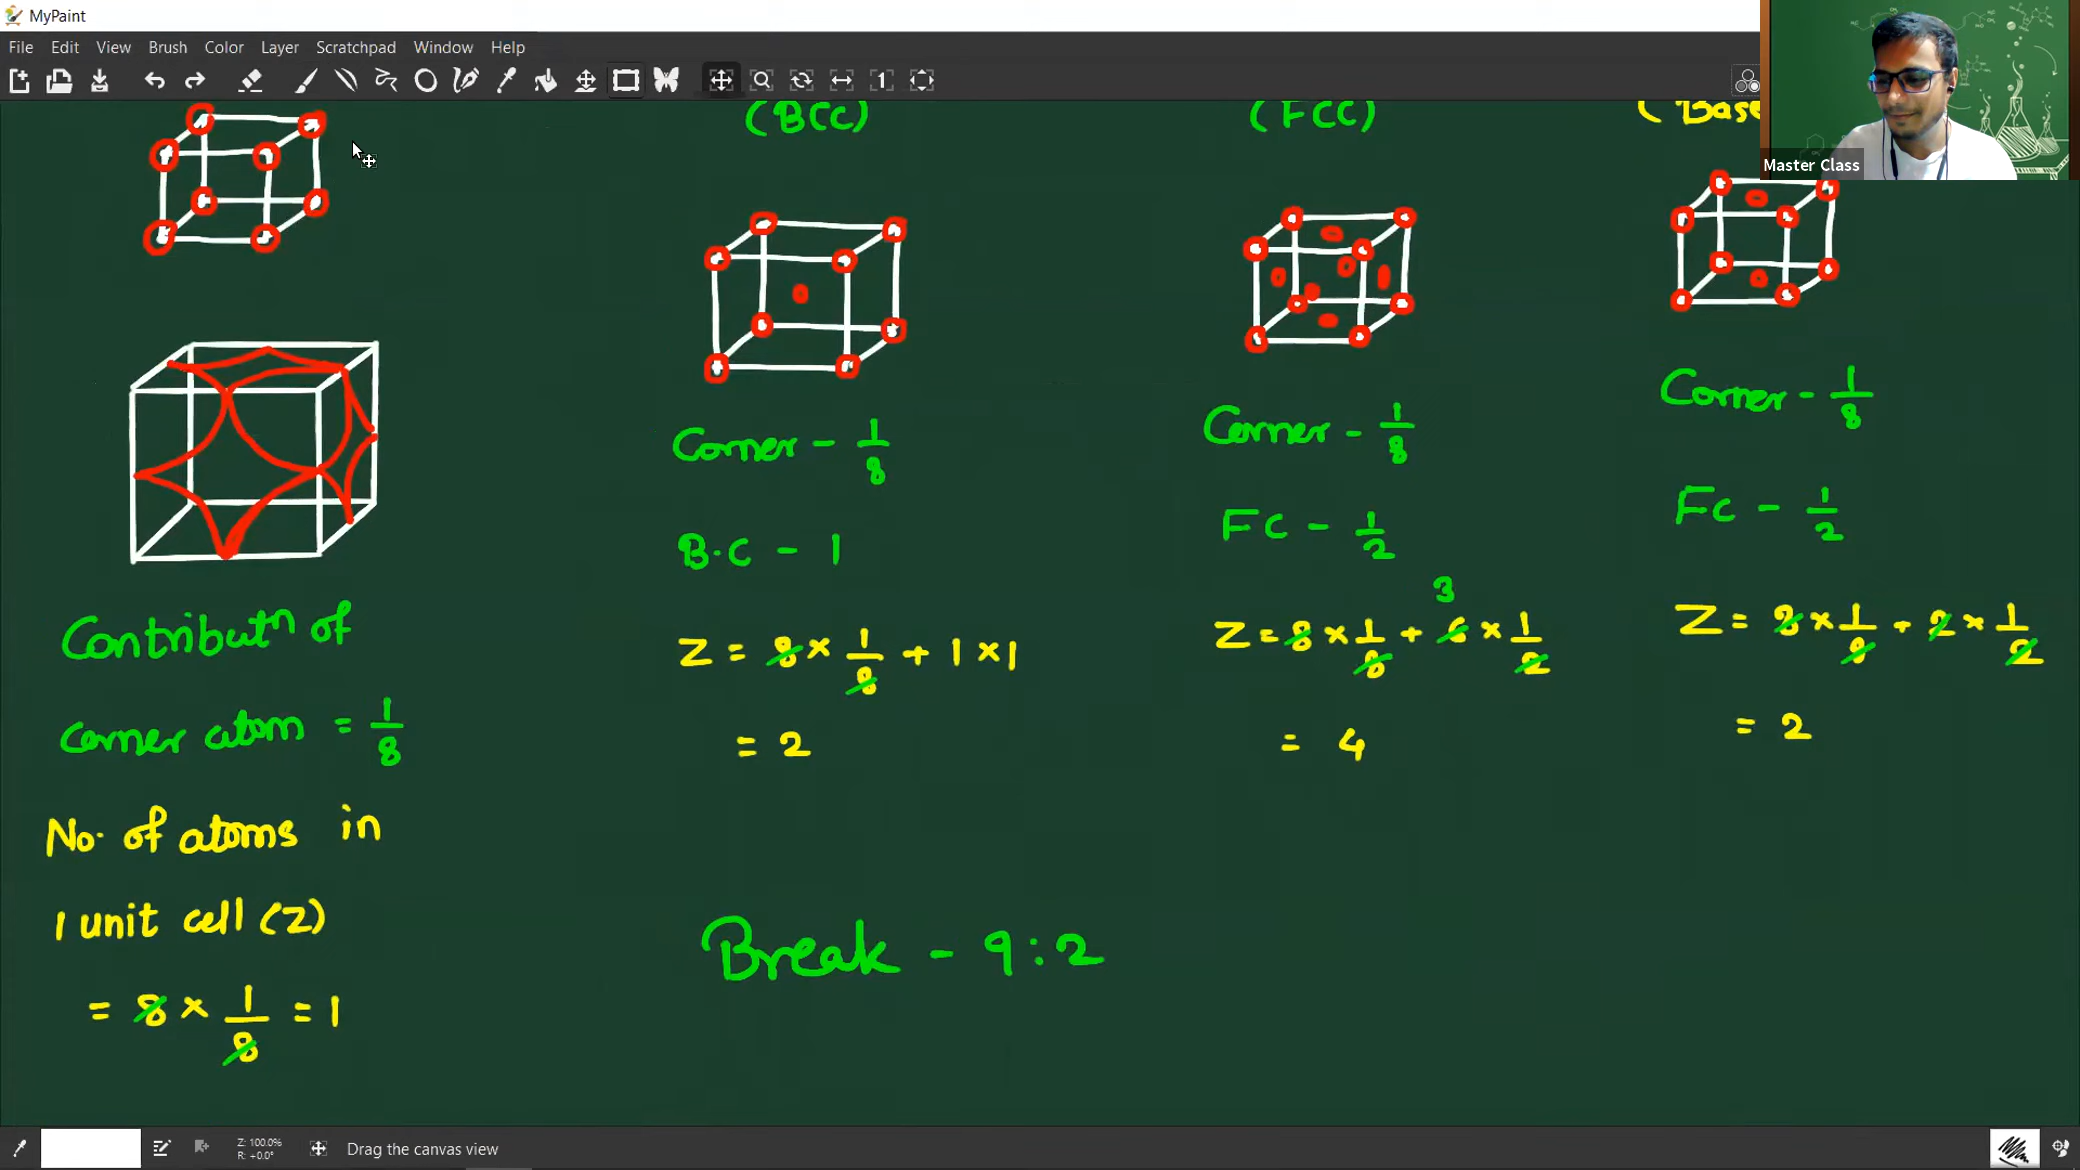 MyPaint
File Edit View Brush Color Layer Scratchpad Window Help
Master Class
(BCC)
(FCC)
(Base
Contributn of
corner atom = 1/8
No. of atoms in
1 unit cell (Z)
= 8 × 1/8 = 1
Corner - 1/8
B.C - 1
Z = 8 × 1/8 + 1 × 1
= 2
Corner - 1/8
FC - 1/2
3
Z = 8 × 1/8 + 6 × 1/2
= 4
Corner - 1/8
Fc - 1/2
Z = 8 × 1/8 + 2 × 1/2
= 2
Break - 9:2
Z: 100.0%
R: +0.0°
Drag the canvas view